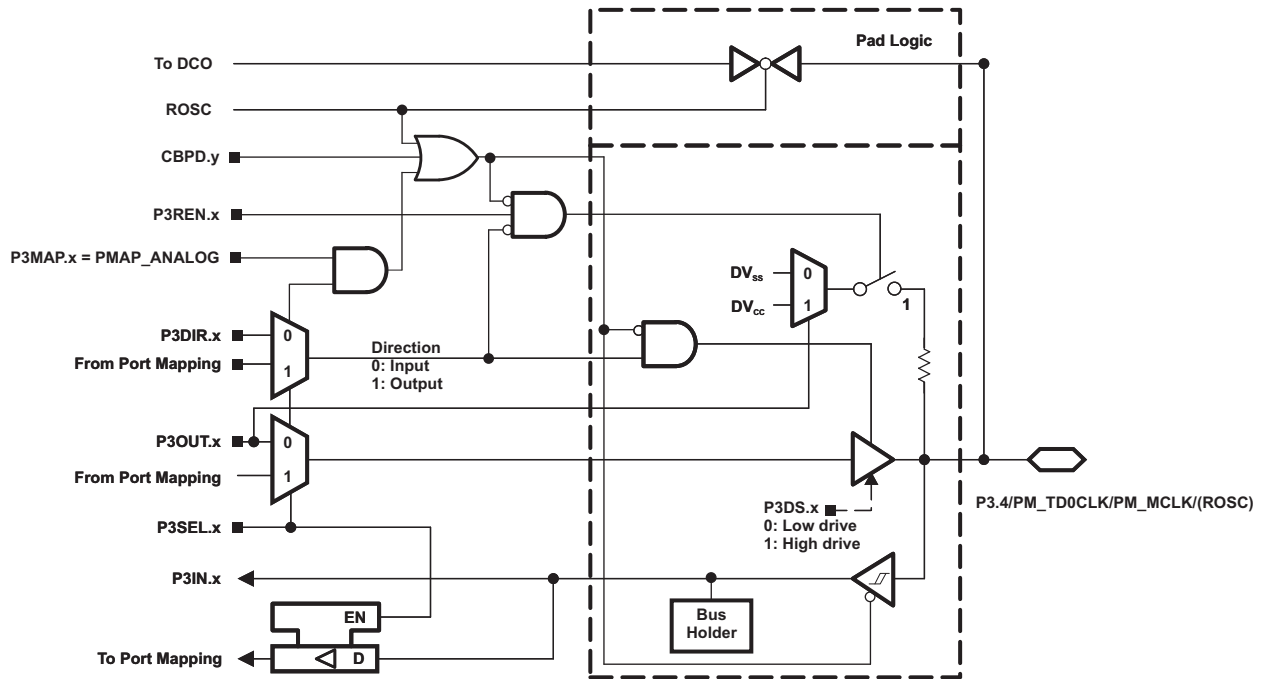 Pad Logic
To DCO
ROSC
CBPD.y
P3REN.x
P3MAP.x = PMAP_ANALOG
DVss
0
DVcc
1
1
P3DIR.x
0
From Port Mapping
1
Direction
0: Input
1: Output
P3OUT.x
0
From Port Mapping
1
P3DS.x
0: Low drive
1: High drive
P3.4/PM_TD0CLK/PM_MCLK/(ROSC)
P3SEL.x
P3IN.x
Bus
Holder
EN
To Port Mapping
D